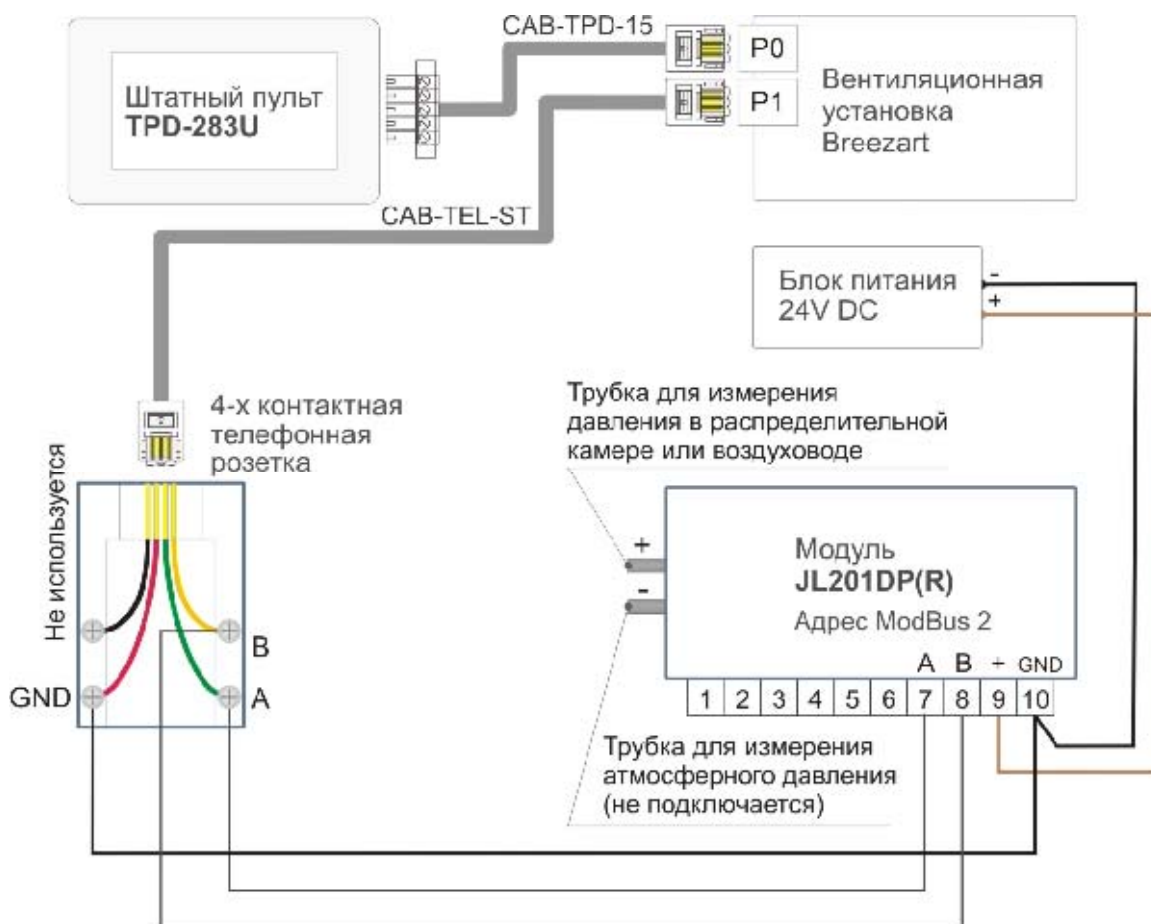 CAB-TPD-15
Штатный пульт
TPD-283U
P0
P1
Вентиляционная
установка
Breezart
CAB-TEL-ST
Блок питания
24V DC
-
+
4-х контактная
телефонная
розетка
Не используется
B
GND
A
Трубка для измерения
давления в распределительной
камере или воздуховоде
+
-
Модуль
JL201DP(R)
Адрес ModBus 2
A B + GND
1 2 3 4 5 6 7 8 9 10
Трубка для измерения
атмосферного давления
(не подключается)